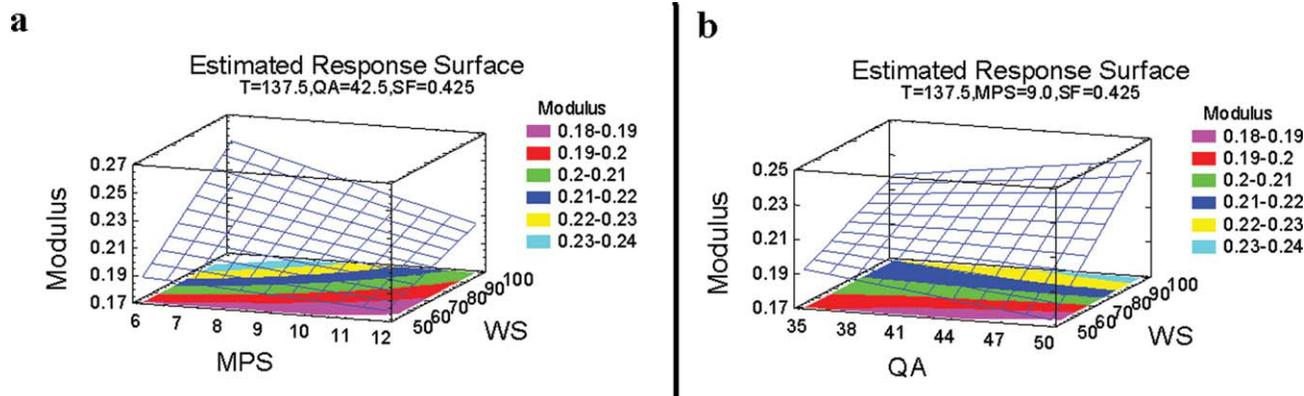 a
Estimated Response Surface
T=137.5,QA=42.5,SF=0.425
Modulus
0.18-0.19
0.19-0.2
0.2-0.21
0.21-0.22
0.22-0.23
0.23-0.24
0.27
0.25
0.23
0.21
0.19
0.17
Modulus
6 7 8 9 10 11 12
MPS
50 60 70 80 90 100
WS
b
Estimated Response Surface
T=137.5,MPS=9.0,SF=0.425
Modulus
0.18-0.19
0.19-0.2
0.2-0.21
0.21-0.22
0.22-0.23
0.23-0.24
0.25
0.23
0.21
0.19
0.17
Modulus
35 38 41 44 47 50
QA
50 60 70 80 90 100
WS